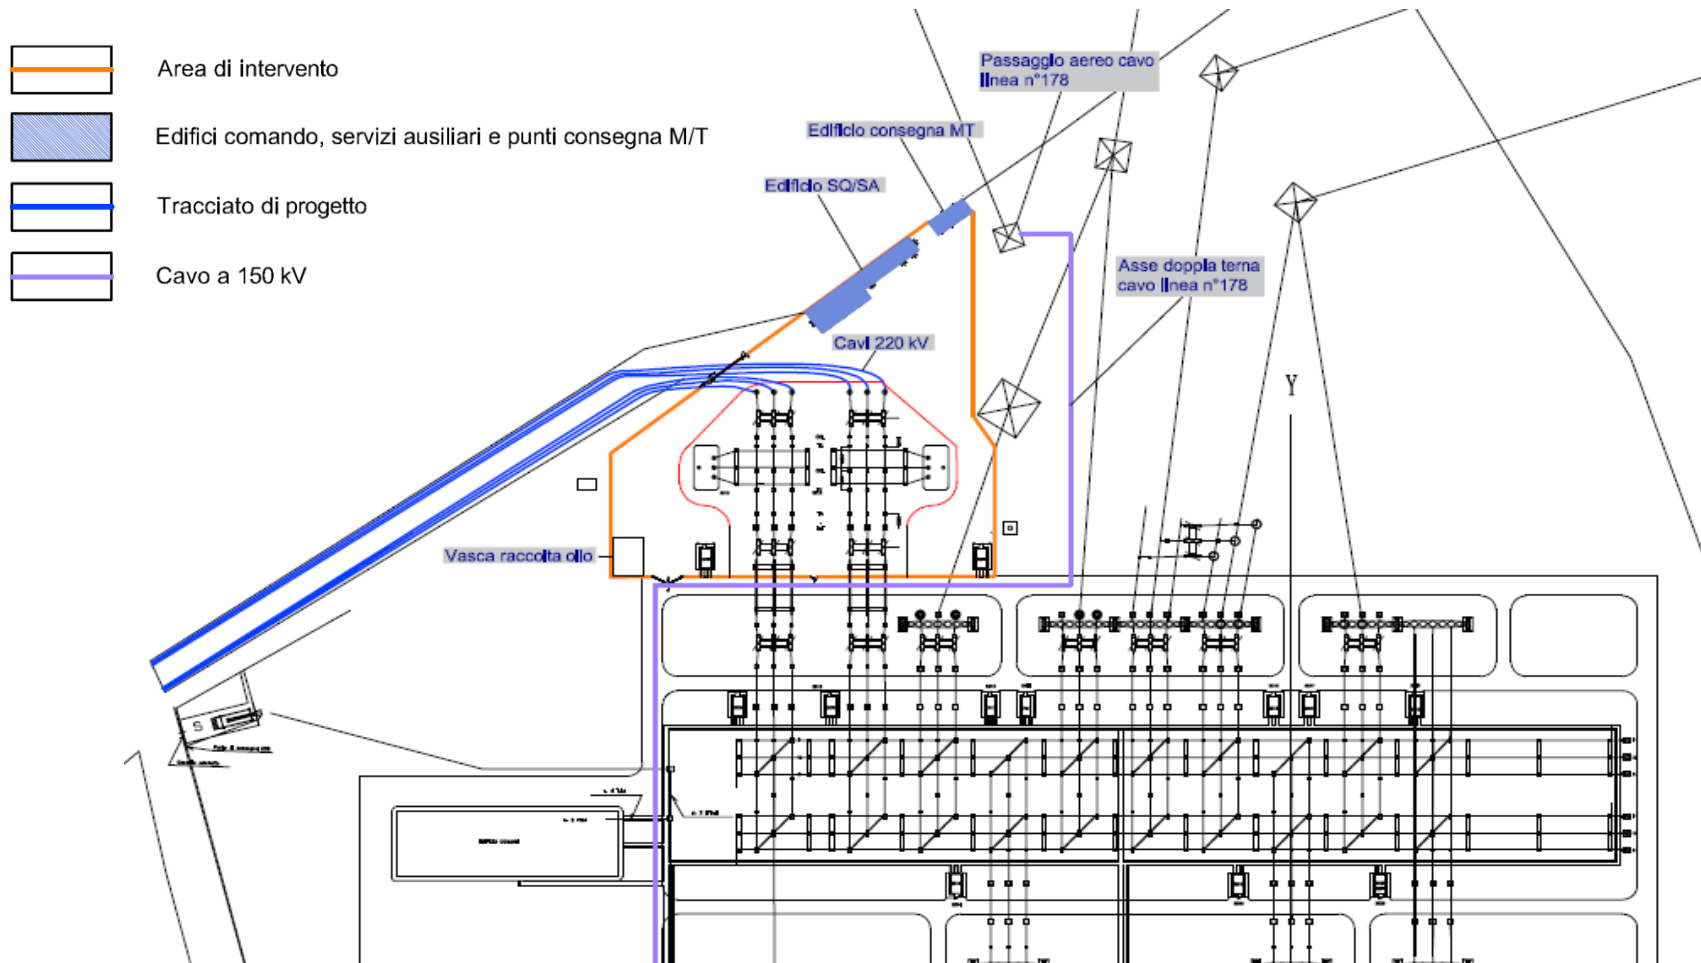 Area di intervento
Edifici comando, servizi ausiliari e punti consegna M/T
Tracciato di progetto
Cavo a 150 kV
Passaggio aereo cavo
linea n°178
Edificio consegna MT
Edificio SQ/SA
Asse doppia terna
cavo linea n°178
Cavi 220 kV
Y
Vasca raccolta olio
S